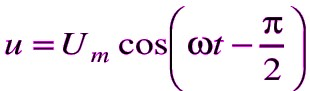 u = U_m cos(ωt − π/2)